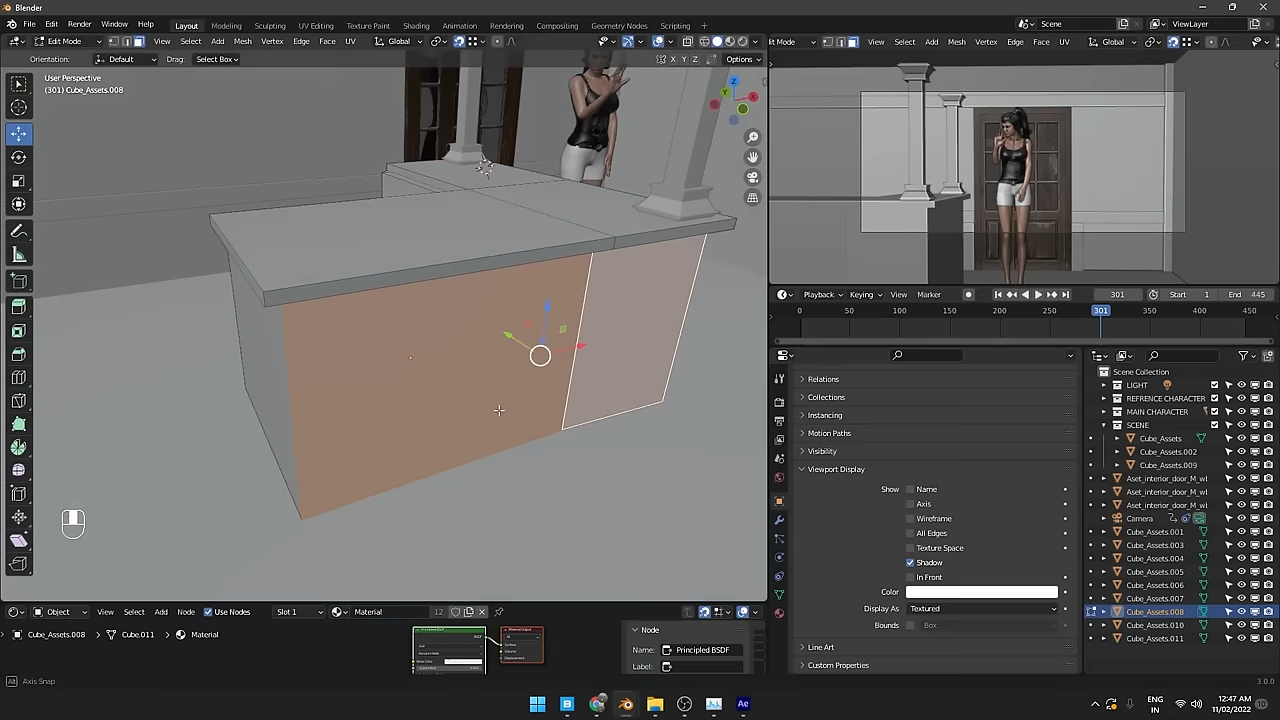 Blender
File Edit Render Window Help
Layout Modeling Sculpting UV Editing Texture Paint Shading Animation Rendering Compositing Geometry Nodes Scripting +
Scene
ViewLayer
Edit Mode View Select Add Mesh Vertex Edge Face UV Global
it Mode View Select Add Mesh Vertex Edge Face UV Global
Orientation: Default Drag: Select Box X Y Z Options
User Perspective
(301) Cube_Assets.008
Playback Keying View Marker 301 Start 1 End 445
0 50 100 150 200 250 301 350 400 450
Relations
Collections
Instancing
Motion Paths
Visibility
Viewport Display
Show Name
Axis
Wireframe
All Edges
Texture Space
Shadow
In Front
Color
Display As Textured
Bounds Box
Line Art
Custom Properties
Scene Collection
LIGHT
REFRENCE CHARACTER
MAIN CHARACTER
SCENE
Cube_Assets
Cube_Assets.002
Cube_Assets.009
Aset_interior_door_M_wl
Aset_interior_door_M_wl
Aset_interior_door_M_wl
Camera
Cube_Assets.001
Cube_Assets.003
Cube_Assets.004
Cube_Assets.005
Cube_Assets.006
Cube_Assets.007
Cube_Assets.008
Cube_Assets.010
Cube_Assets.011
Object View Select Add Node Use Nodes Slot 1 Material 12
Cube_Assets.008 > Cube.011 > Material
Node
Name: Principled BSDF
Label:
Axis Snap
3.0.0
ENG
IN
12:47 AM
11/02/2022